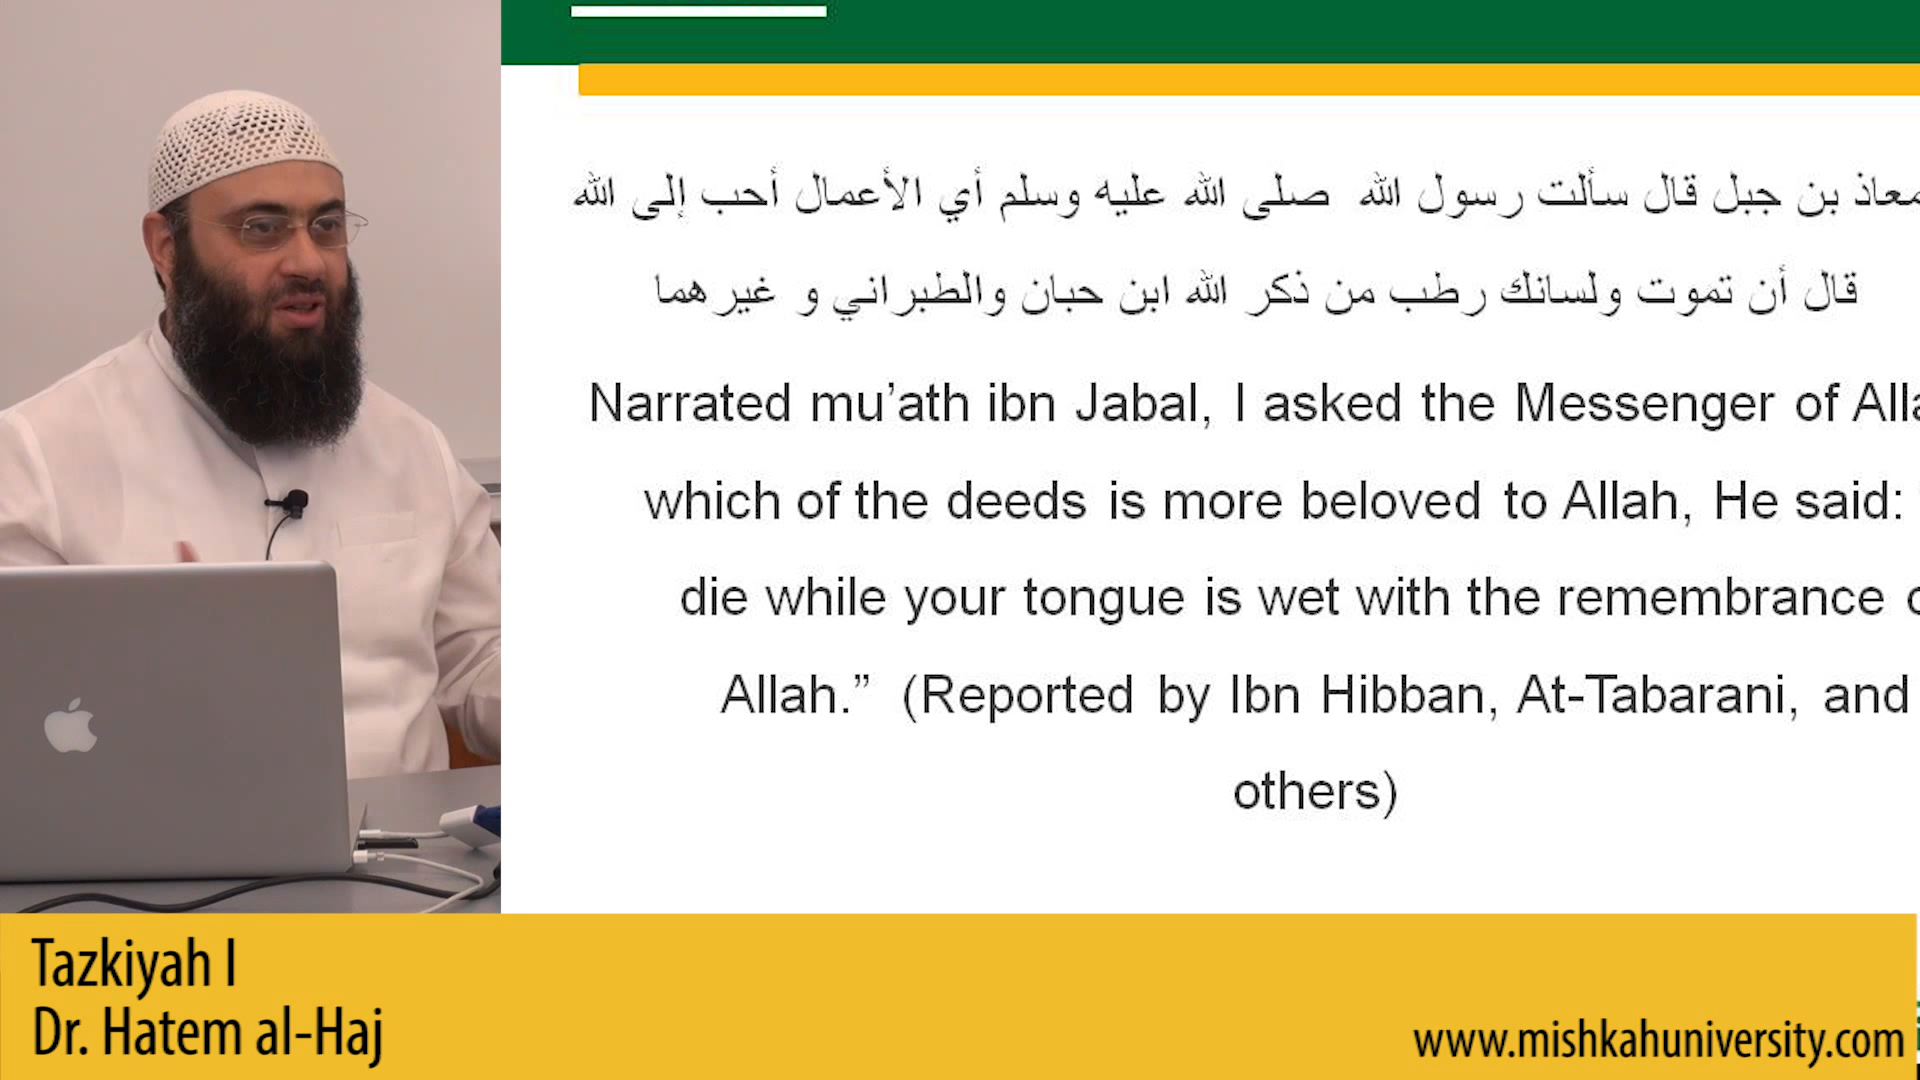 معاذ بن جبل قال سألت رسول الله صلى الله عليه وسلم أي الأعمال أحب إلى الله
قال أن تموت ولسانك رطب من ذكر الله ابن حبان والطبراني و غيرهما
Narrated mu’ath ibn Jabal, I asked the Messenger of
which of the deeds is more beloved to Allah, He said:
die while your tongue is wet with the remembrance
Allah.” (Reported by Ibn Hibban, At-Tabarani, and
others)
Tazkiyah I
Dr. Hatem al-Haj
www.mishkahuniversity.com